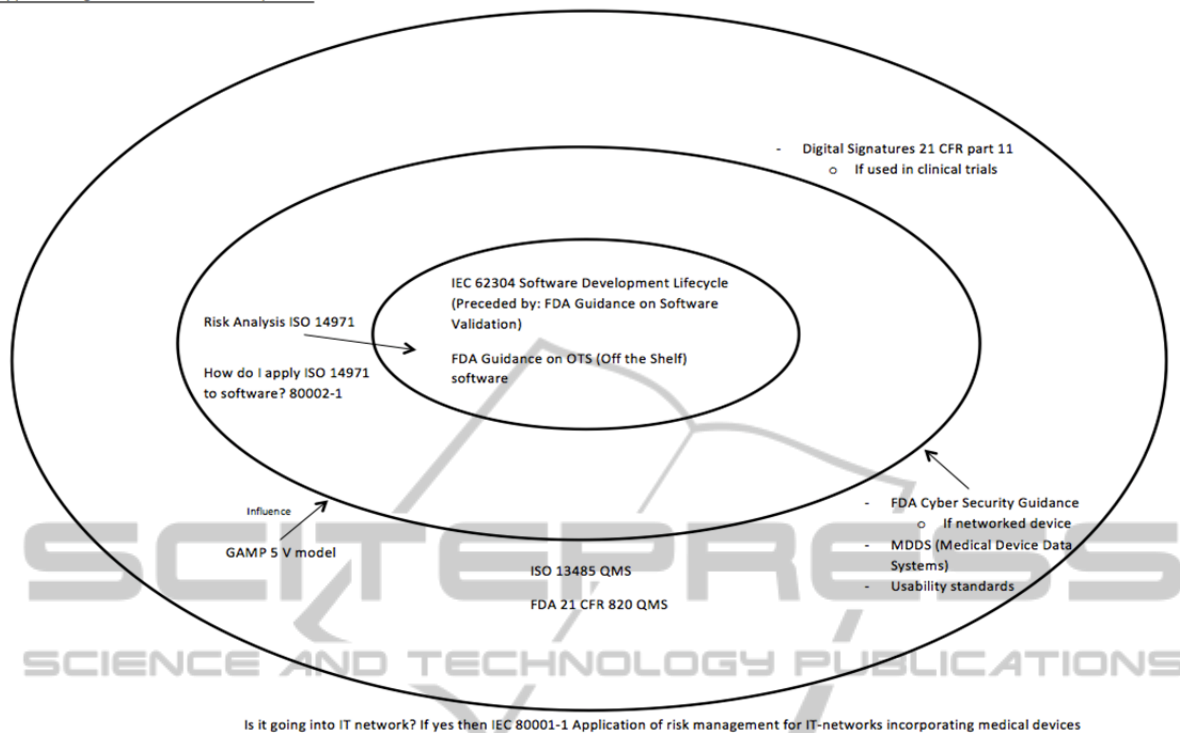 - Digital Signatures 21 CFR part 11
o If used in clinical trials
IEC 62304 Software Development Lifecycle
(Preceded by: FDA Guidance on Software
Validation)
FDA Guidance on OTS (Off the Shelf)
software
Risk Analysis ISO 14971
How do I apply ISO 14971
to software? 80002-1
Influence
GAMP 5 V model
- FDA Cyber Security Guidance
o If networked device
- MDDS (Medical Device Data
Systems)
- Usability standards
ISO 13485 QMS
FDA 21 CFR 820 QMS
SCITEPRESS
SCIENCE AND TECHNOLOGY PUBLICATIONS
Is it going into IT network? If yes then IEC 80001-1 Application of risk management for IT-networks incorporating medical devices